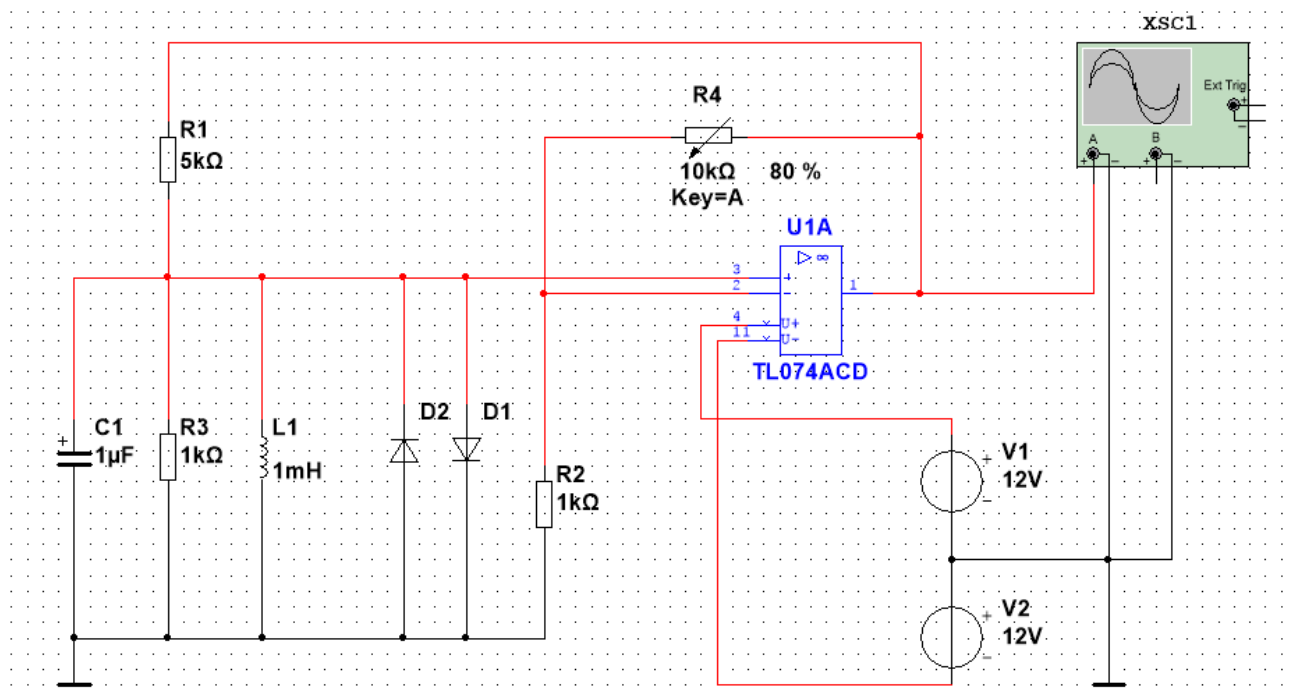 XSC1
Ext Trig
+
−
A
B
+ −
+ −
R1
5kΩ
R4
10kΩ 80 %
Key=A
U1A
3
2
4
11
+
−
U+
U-
▷ ∞
1
TL074ACD
+
C1
1µF
R3
1kΩ
L1
1mH
D2
D1
R2
1kΩ
+
−
V1
12V
+
−
V2
12V